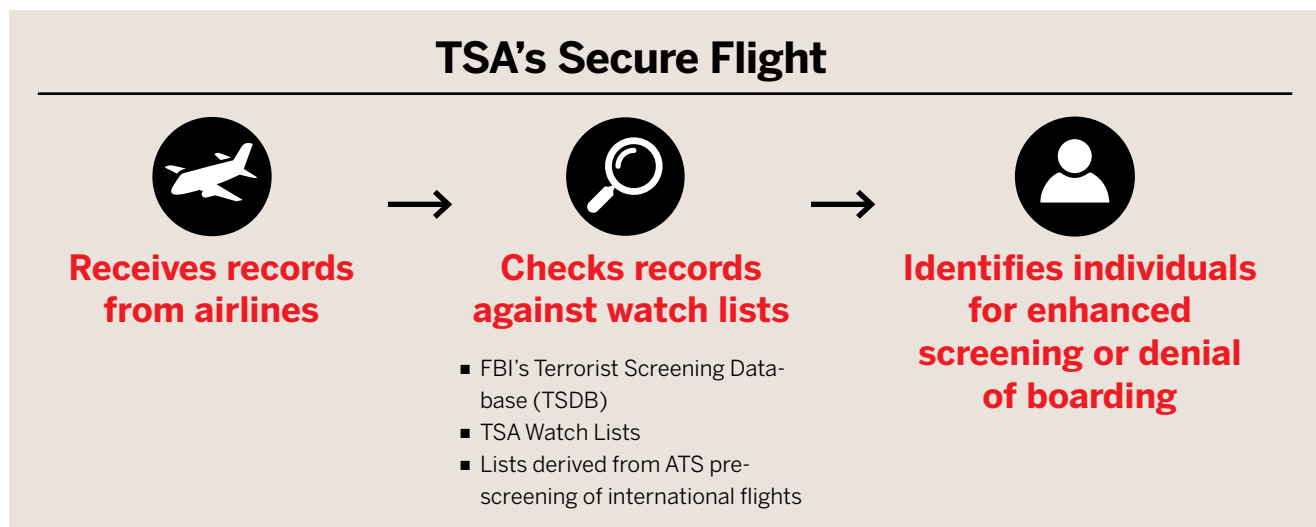 TSA’s Secure Flight
Receives records
from airlines
Checks records
against watch lists
■ FBI’s Terrorist Screening Data-
base (TSDB)
■ TSA Watch Lists
■ Lists derived from ATS pre-
screening of international flights
Identifies individuals
for enhanced
screening or denial
of boarding